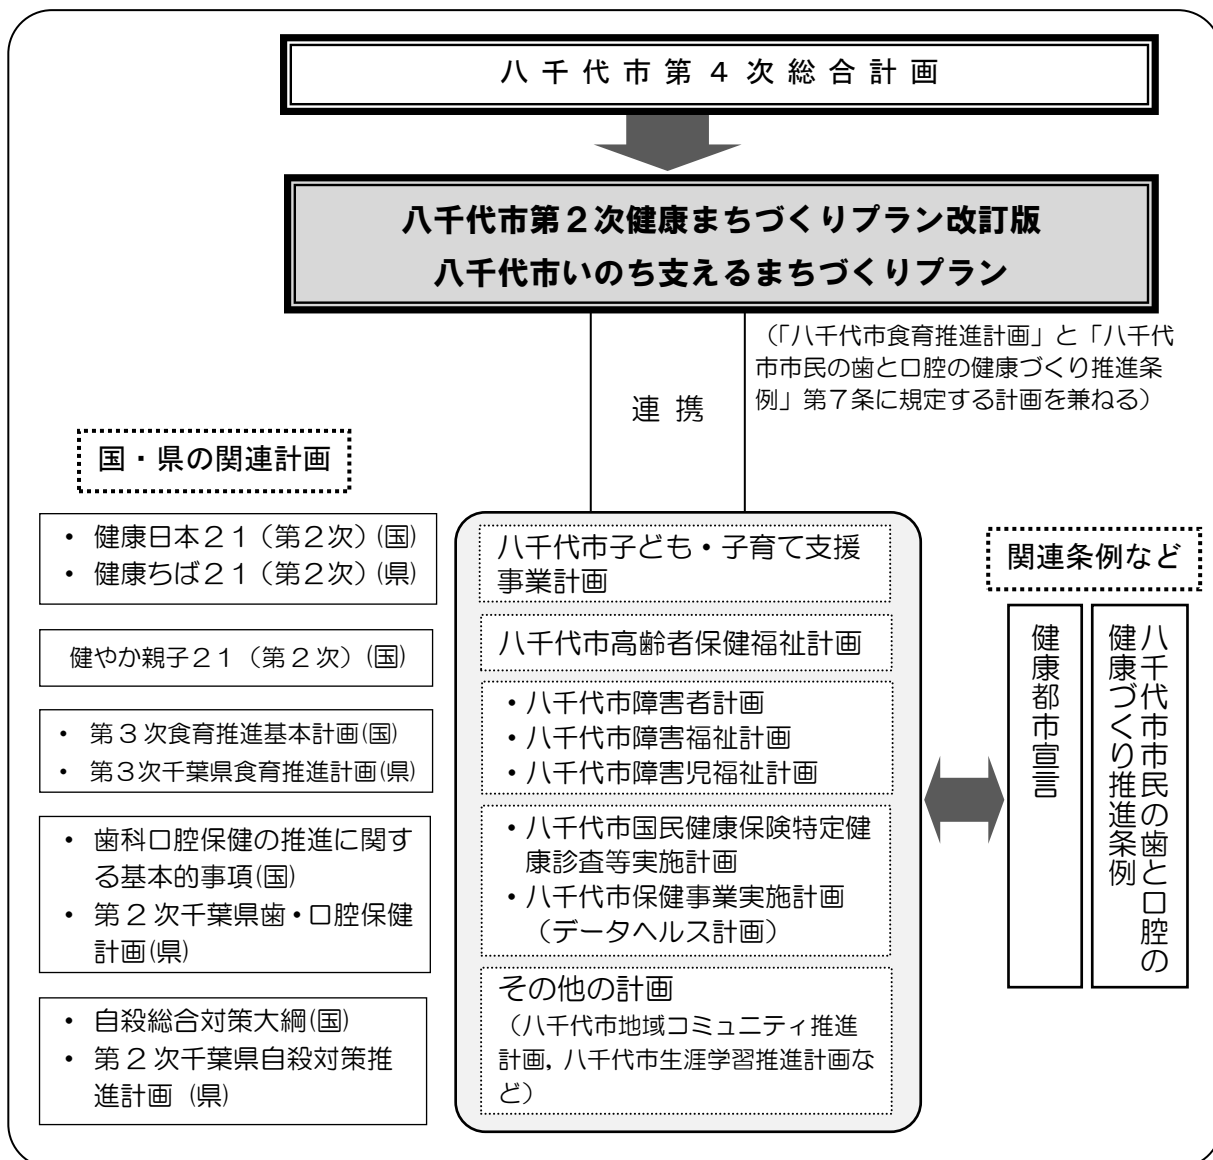 八千代市第４次総合計画
八千代市第２次健康まちづくりプラン改訂版
八千代市いのち支えるまちづくりプラン
（「八千代市食育推進計画」と「八千代
市市民の歯と口腔の健康づくり推進条
例」第７条に規定する計画を兼ねる）
連携
国・県の関連計画
・ 健康日本２１（第２次）(国)
・ 健康ちば２１（第２次）(県)
健やか親子２１（第２次）(国)
・ 第３次食育推進基本計画(国)
・ 第３次千葉県食育推進計画(県)
・ 歯科口腔保健の推進に関す
る基本的事項(国)
・ 第２次千葉県歯・口腔保健
計画(県)
・ 自殺総合対策大綱(国)
・ 第２次千葉県自殺対策推
進計画 (県)
八千代市子ども・子育て支援
事業計画
八千代市高齢者保健福祉計画
・八千代市障害者計画
・八千代市障害福祉計画
・八千代市障害児福祉計画
・八千代市国民健康保険特定健
康診査等実施計画
・八千代市保健事業実施計画
（データヘルス計画）
その他の計画
（八千代市地域コミュニティ推進
計画，八千代市生涯学習推進計画な
ど）
関連条例など
八千代市市民の歯と口腔の
健康づくり推進条例
健康都市宣言